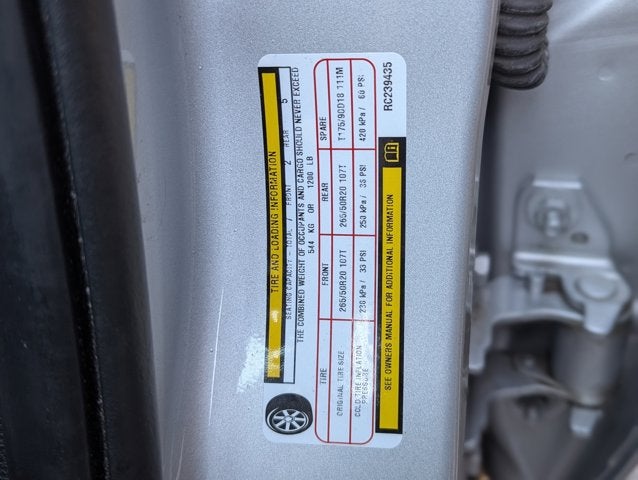 TIRE AND LOADING INFORMATION
SEATING CAPACITY - TOTAL / FRONT 2 REAR 5
THE COMBINED WEIGHT OF OCCUPANTS AND CARGO SHOULD NEVER EXCEED
544 KG OR 1200 LB
TIRE FRONT REAR SPARE
ORIGINAL TIRE SIZE 265/50R20 107T 265/50R20 107T T175/90D18 111M
COLD TIRE INFLATION PRESSURE 230 kPa / 33 PSI 250 kPa / 36 PSI 420 kPa / 60 PSI
SEE OWNERS MANUAL FOR ADDITIONAL INFORMATION
RC239435